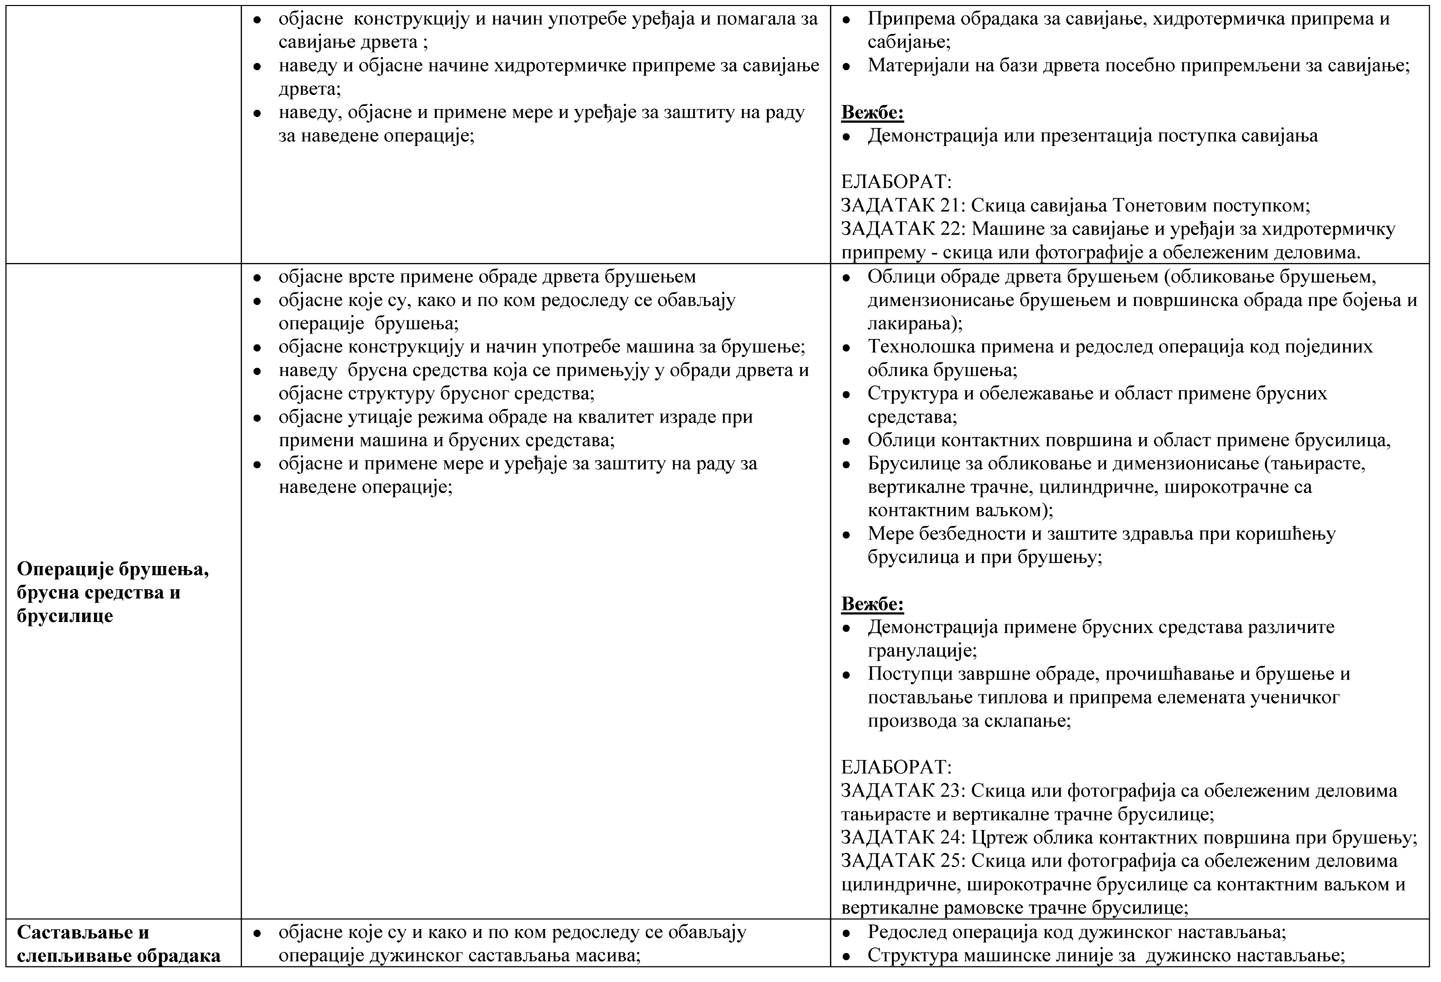 • објасне  конструкцију и начин употребе уређаја и помагала за
савијање дрвета ;
• наведу и објасне начине хидротермичке припреме за савијање
дрвета;
• наведу, објасне и примене мере и уређаје за заштиту на раду
за наведене операције;
• Припрема обрадака за савијање, хидротермичка припрема и
сабијање;
• Материјали на бази дрвета посебно припремљени за савијање;
Вежбе:
• Демонстрација или презентација поступка савијања
ЕЛАБОРАТ:
ЗАДАТАК 21: Скица савијања Тонетовим поступком;
ЗАДАТАК 22: Машине за савијање и уређаји за хидротермичку
припрему - скица или фотографије а обележеним деловима.
Операције брушења,
брусна средства и
брусилице
• објасне врсте примене обраде дрвета брушењем
• објасне које су, како и по ком редоследу се обављају
операције  брушења;
• објасне конструкцију и начин употребе машина за брушење;
• наведу  брусна средства која се примењују у обради дрвета и
објасне структуру брусног средства;
• објасне утицаје режима обраде на квалитет израде при
примени машина и брусних средстава;
• објасне и примене мере и уређаје за заштиту на раду за
наведене операције;
• Облици обраде дрвета брушењем (обликовање брушењем,
димензионисање брушењем и површинска обрада пре бојења и
лакирања);
• Технолошка примена и редослед операција код појединих
облика брушења;
• Структура и обележавање и област примене брусних
средстава;
• Облици контактних површина и област примене брусилица,
• Брусилице за обликовање и димензионисање (тањирасте,
вертикалне трачне, цилиндричне, широкотрачне са
контактним ваљком);
• Мере безбедности и заштите здравља при коришћењу
брусилица и при брушењу;
Вежбе:
• Демонстрација примене брусних средстава различите
гранулације;
• Поступци завршне обраде, прочишћавање и брушење и
постављање типлова и припрема елемената ученичког
производа за склапање;
ЕЛАБОРАТ:
ЗАДАТАК 23: Скица или фотографија са обележеним деловима
тањирасте и вертикалне трачне брусилице;
ЗАДАТАК 24: Цртеж облика контактних површина при брушењу;
ЗАДАТАК 25: Скица или фотографија са обележеним деловима
цилиндричне, широкотрачне брусилице са контактним ваљком и
вертикалне рамовске трачне брусилице;
Састављање и
слепљивање обрадака
• објасне које су и како и по ком редоследу се обављају
операције дужинског састављања масива;
• Редослед операција код дужинског настављања;
• Структура машинске линије за  дужинско настављање;